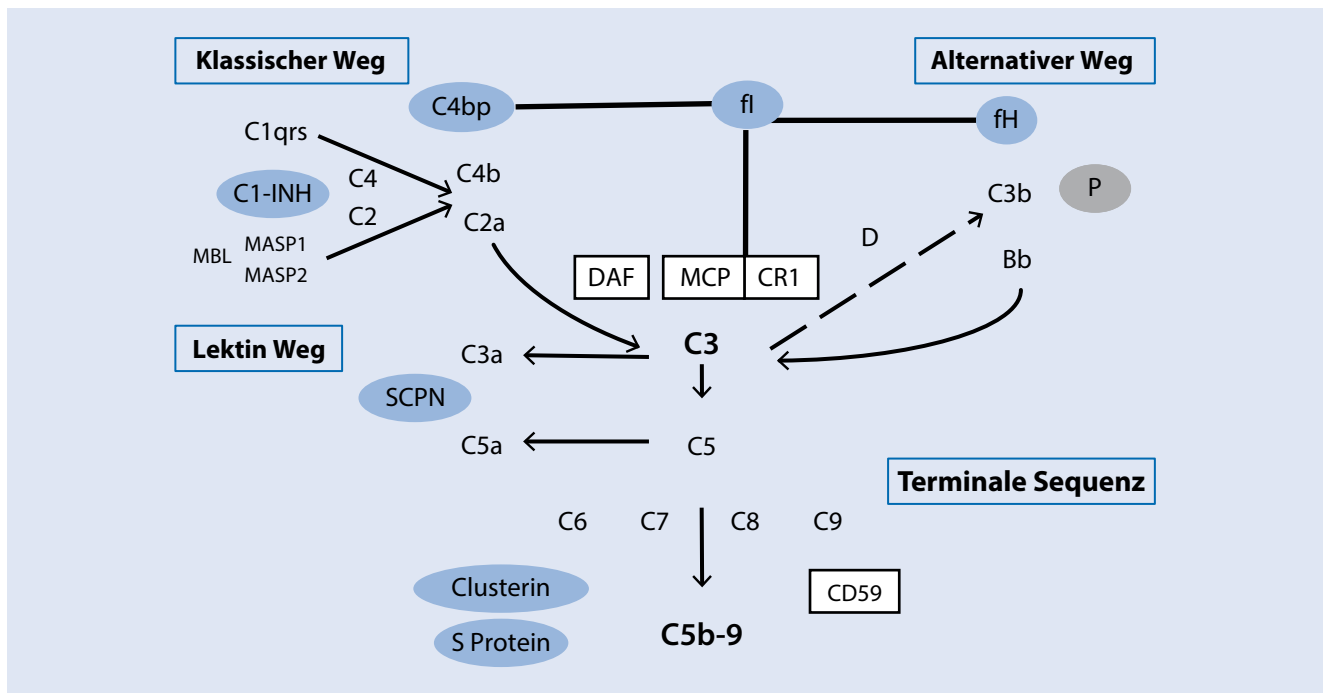 Klassischer Weg
Alternativer Weg
C4bp
fI
fH
C1qrs
C4
C4b
C1-INH
C3b
P
C2
C2a
MBL
MASP1
MASP2
D
Bb
DAF
MCP
CR1
Lektin Weg
C3a
C3
SCPN
C5a
C5
Terminale Sequenz
C6
C7
C8
C9
Clusterin
CD59
S Protein
C5b-9